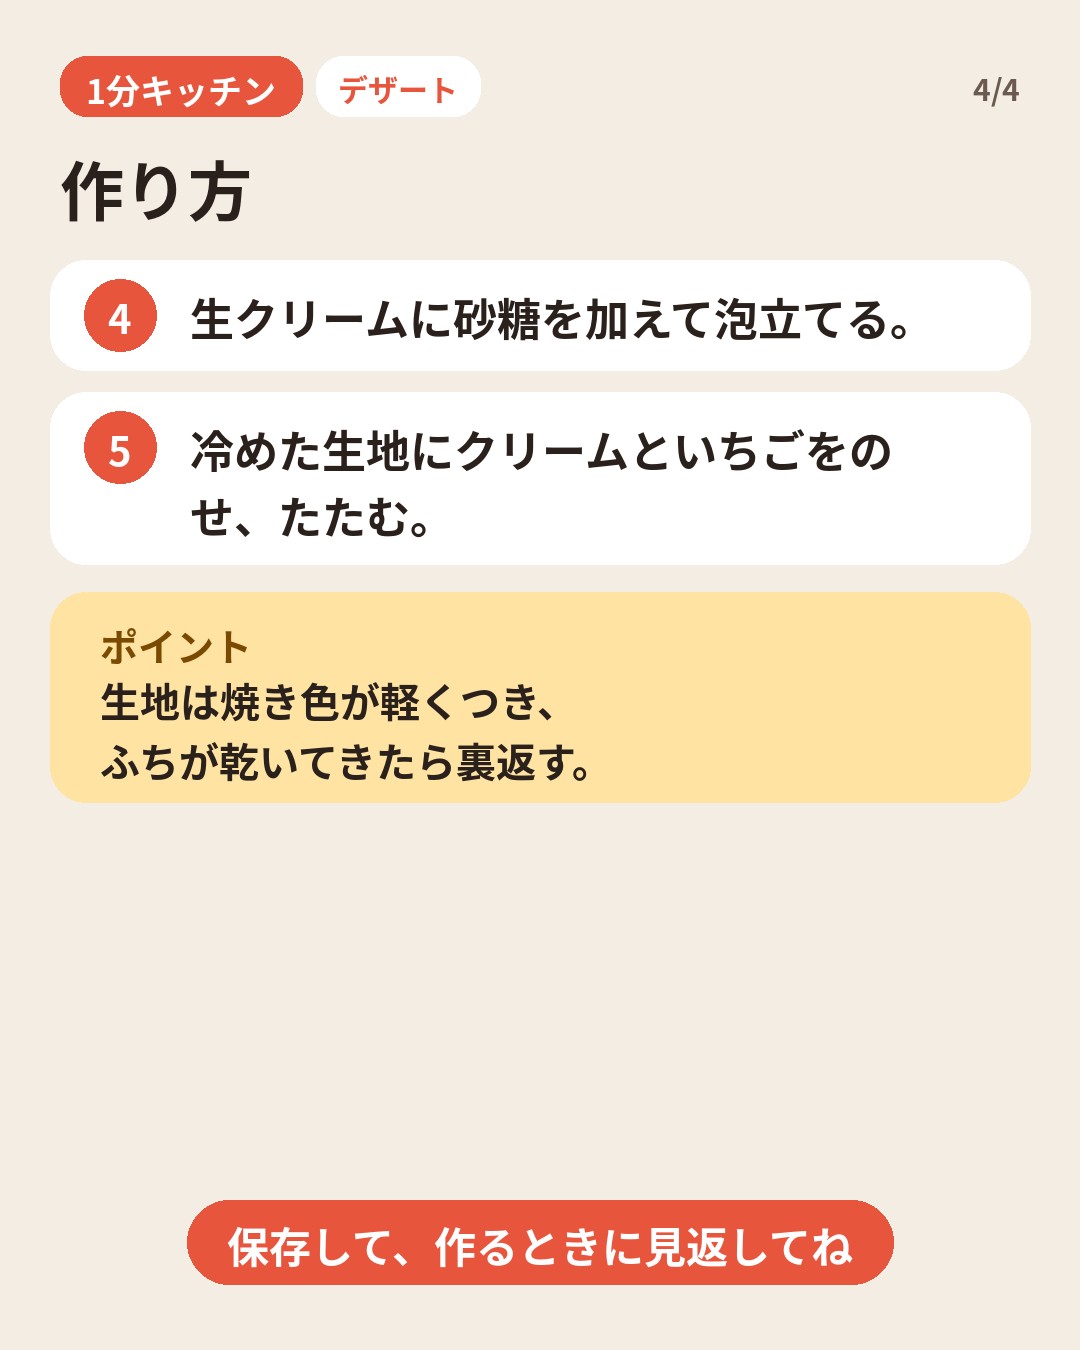 1分キッチン
デザート
4/4
作り方
4 生クリームに砂糖を加えて泡立てる。
5 冷めた生地にクリームといちごをの
せ、たたむ。
ポイント
生地は焼き色が軽くつき、
ふちが乾いてきたら裏返す。
保存して、作るときに見返してね